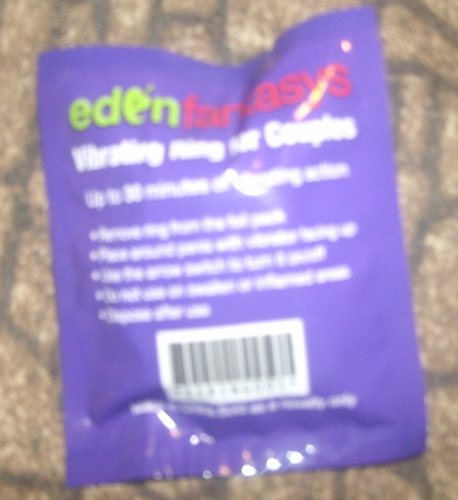 edenfantasys
Vibrating Ring for Couples
Up to 30 minutes of vibrating action
• Remove ring from the foil pack
• Place around penis with vibrator facing up
• Use the arrow switch to turn it on/off
• Do not use on swollen or inflamed areas
• Dispose after use
novelty only